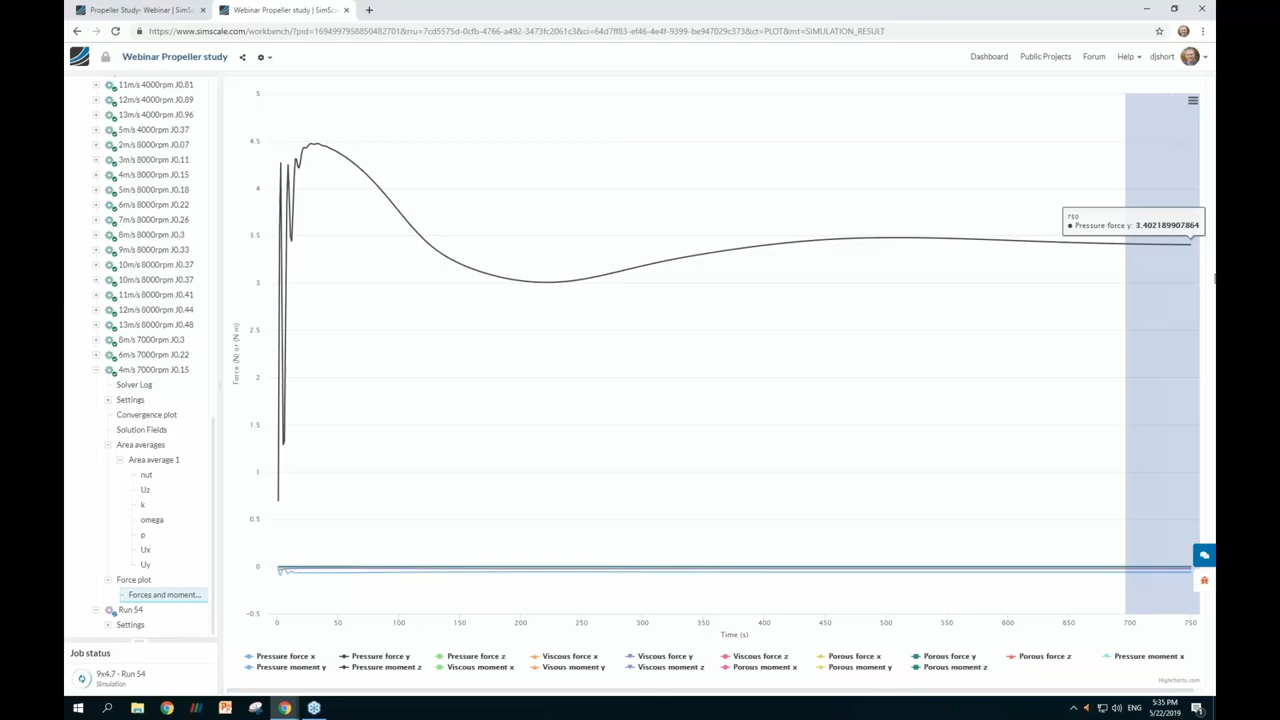 Propeller Study- Webinar | SimSc
Webinar Propeller study | SimSca
https://www.simscale.com/workbench/?pid=1694997958850482701&rru=7cd5575d-0cfb-4766-a492-3473fc2061c3&ci=64d7ff83-ef46-4e4f-9399-be947029c373&ct=PLOT&mt=SIMULATION_RESULT
Webinar Propeller study
Dashboard
Public Projects
Forum
Help
djshort
11m/s 4000rpm J0.81
12m/s 4000rpm J0.89
13m/s 4000rpm J0.96
5m/s 4000rpm J0.37
2m/s 8000rpm J0.07
3m/s 8000rpm J0.11
4m/s 8000rpm J0.15
5m/s 8000rpm J0.18
6m/s 8000rpm J0.22
7m/s 8000rpm J0.26
8m/s 8000rpm J0.3
9m/s 8000rpm J0.33
10m/s 8000rpm J0.37
10m/s 8000rpm J0.37
11m/s 8000rpm J0.41
12m/s 8000rpm J0.44
13m/s 8000rpm J0.48
8m/s 7000rpm J0.3
6m/s 7000rpm J0.22
4m/s 7000rpm J0.15
Solver Log
Settings
Convergence plot
Solution Fields
Area averages
Area average 1
nut
Uz
k
omega
p
Ux
Uy
Force plot
Forces and moment...
Run 54
Settings
Job status
9x4.7 - Run 54
Simulation
5
4.5
4
3.5
3
2.5
2
1.5
1
0.5
0
-0.5
Force (N) or (N m)
750
Pressure force y: 3.402189907864
0 50 100 150 200 250 300 350 400 450 500 550 600 650 700 750
Time (s)
Pressure force x Pressure force y Pressure force z Viscous force x Viscous force y Viscous force z Porous force x Porous force y Porous force z Pressure moment x
Pressure moment y Pressure moment z Viscous moment x Visous moment y Viscous moment z Porous moment x Porous moment y Porous moment z
Highcharts.com
ENG
5:35 PM
5/22/2019